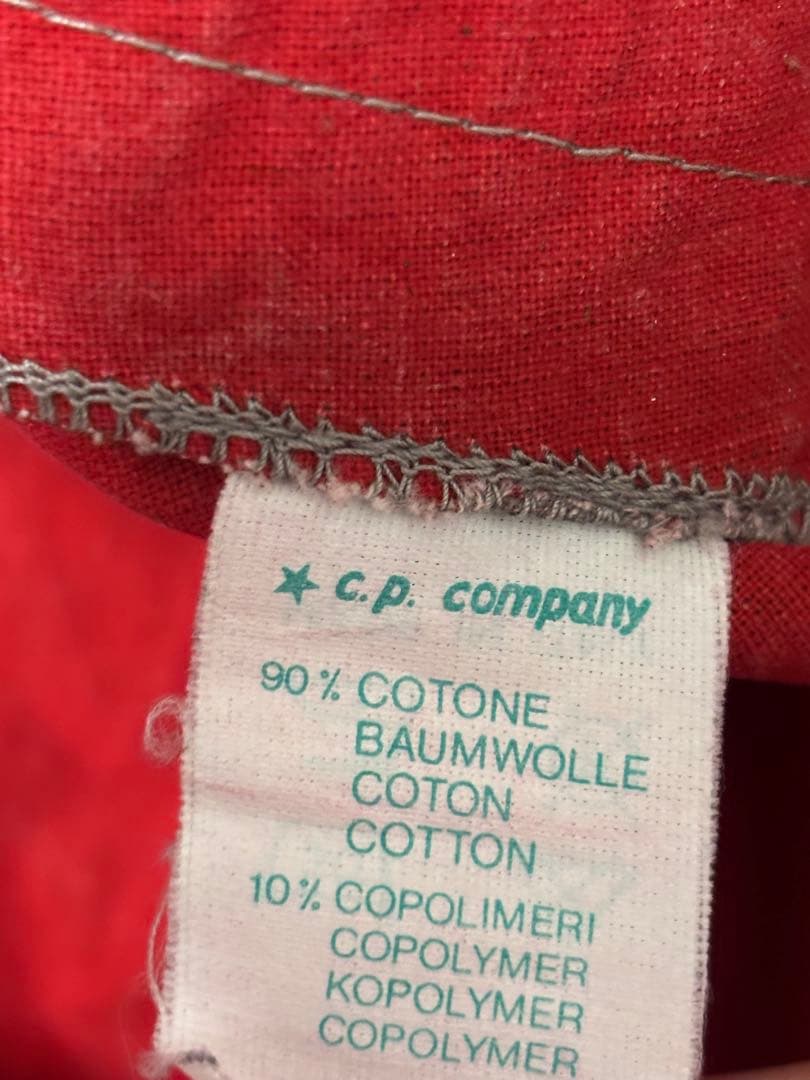 ★ c.p. company
90% COTONE
BAUMWOLLE
COTON
COTTON
10% COPOLIMERI
COPOLYMER
KOPOLYMER
COPOLYMER